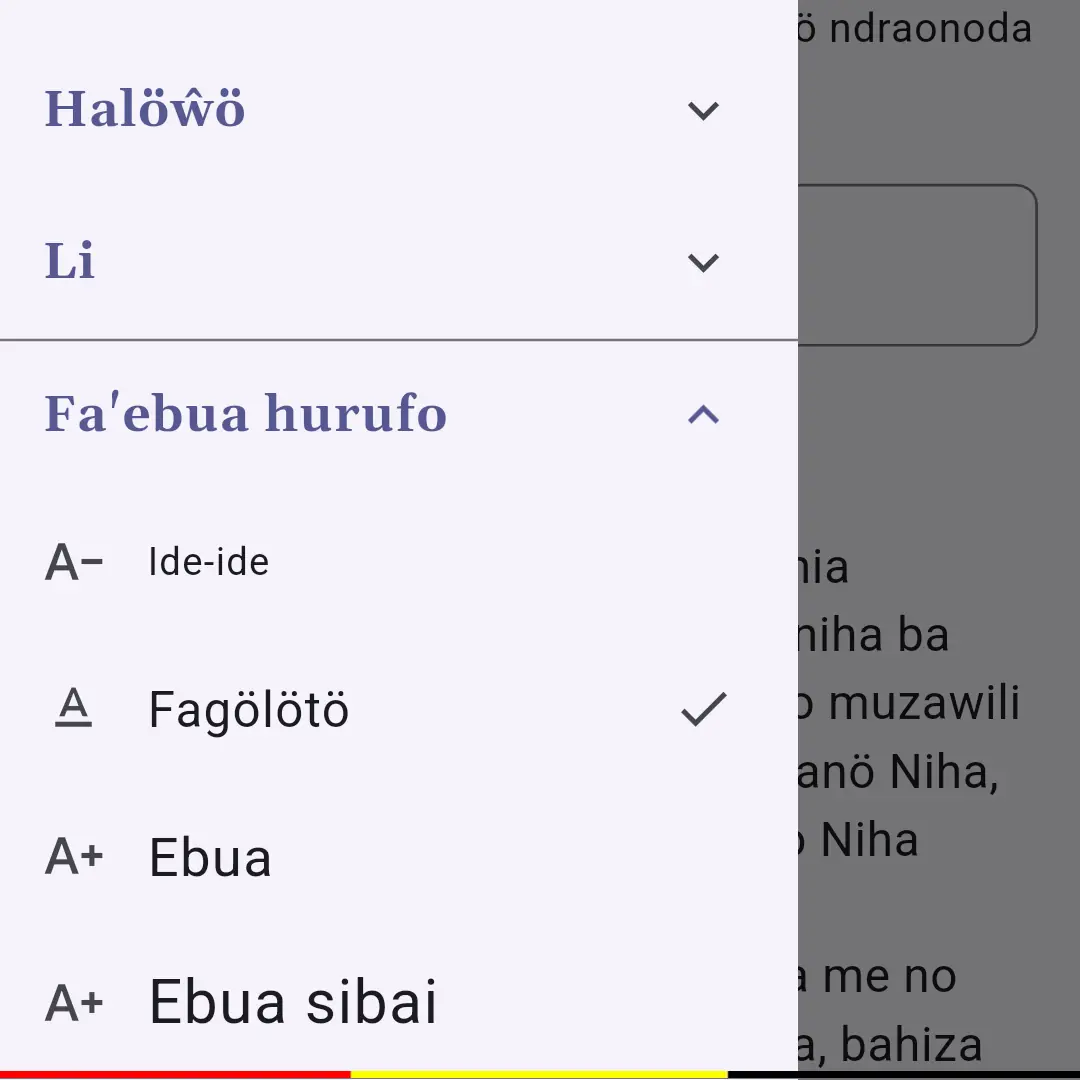 Halöŵö
Li
Fa'ebua hurufo
A- Ide-ide
A Fagölötö
A+ Ebua
A+ Ebua sibai
ö ndraonoda
nia
niha ba
muzawili
anö Niha,
Niha
a me no
a, bahiza